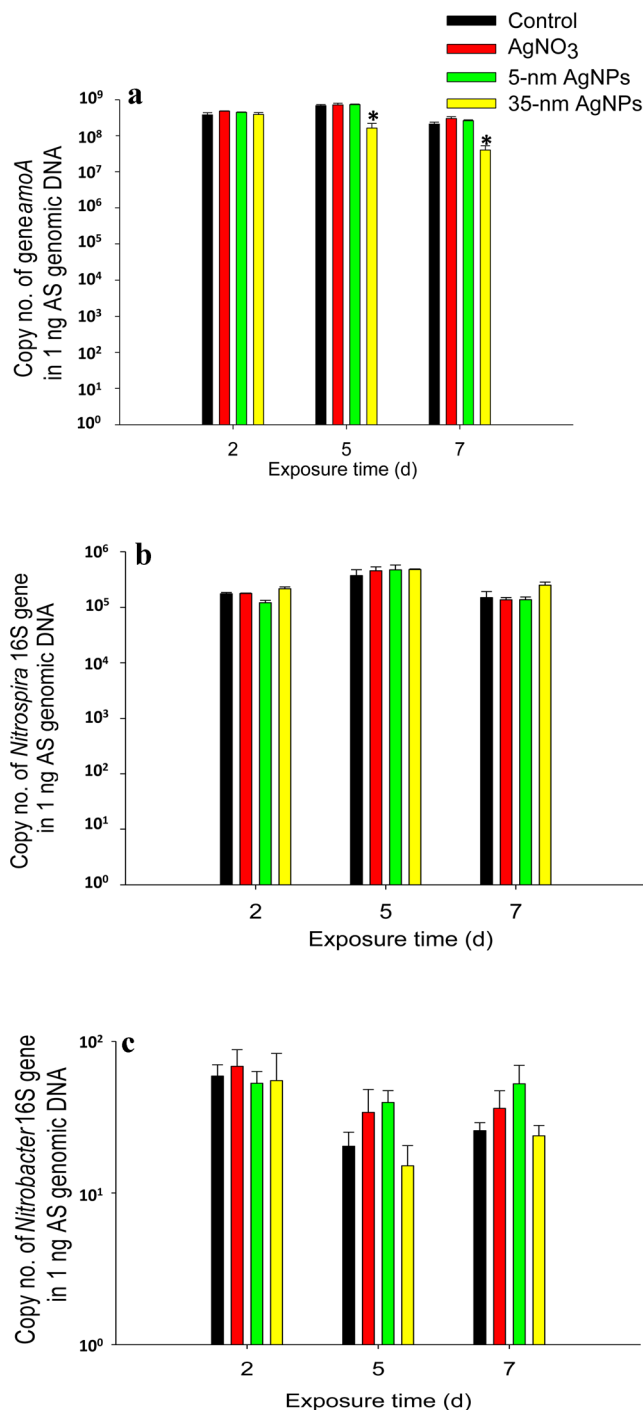 Control
AgNO3
5-nm AgNPs
35-nm AgNPs
a
Copy no. of gene amoA
in 1 ng AS genomic DNA
10^9
10^8
10^7
10^6
10^5
10^4
10^3
10^2
10^1
10^0
*
*
2 5 7
Exposure time (d)
b
Copy no. of Nitrospira 16S gene
in 1 ng AS genomic DNA
10^6
10^5
10^4
10^3
10^2
10^1
10^0
2 5 7
Exposure time (d)
c
Copy no. of Nitrobacter 16S gene
in 1 ng AS genomic DNA
10^2
10^1
10^0
2 5 7
Exposure time (d)